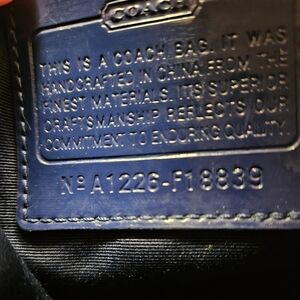 COACH
THIS IS A COACH BAG. IT WAS
HANDCRAFTED IN CHINA FROM THE
FINEST MATERIALS. ITS SUPERIOR
CRAFTSMANSHIP REFLECTS OUR
COMMITMENT TO ENDURING QUALITY.
Nº A1226-F18839